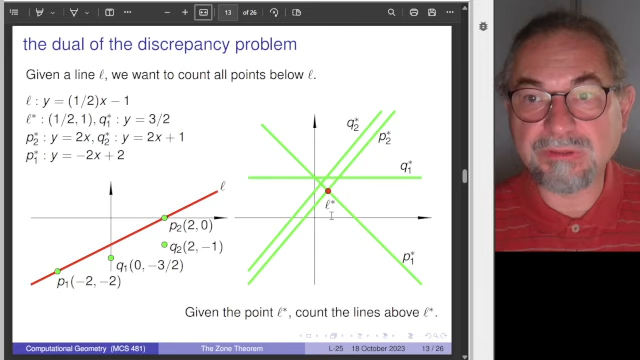 13 of 26
the dual of the discrepancy problem
Given a line ℓ, we want to count all points below ℓ.
ℓ : y = (1/2)x − 1
ℓ* : (1/2, 1), q₁* : y = 3/2
p₂* : y = 2x, q₂* : y = 2x + 1
p₁* : y = −2x + 2
ℓ
p₂(2, 0)
q₂(2, −1)
q₁(0, −3/2)
p₁(−2, −2)
q₂*
p₂*
q₁*
ℓ*
p₁*
Given the point ℓ*, count the lines above ℓ*.
Computational Geometry (MCS 481) The Zone Theorem L-25 18 October 2023 13 / 26